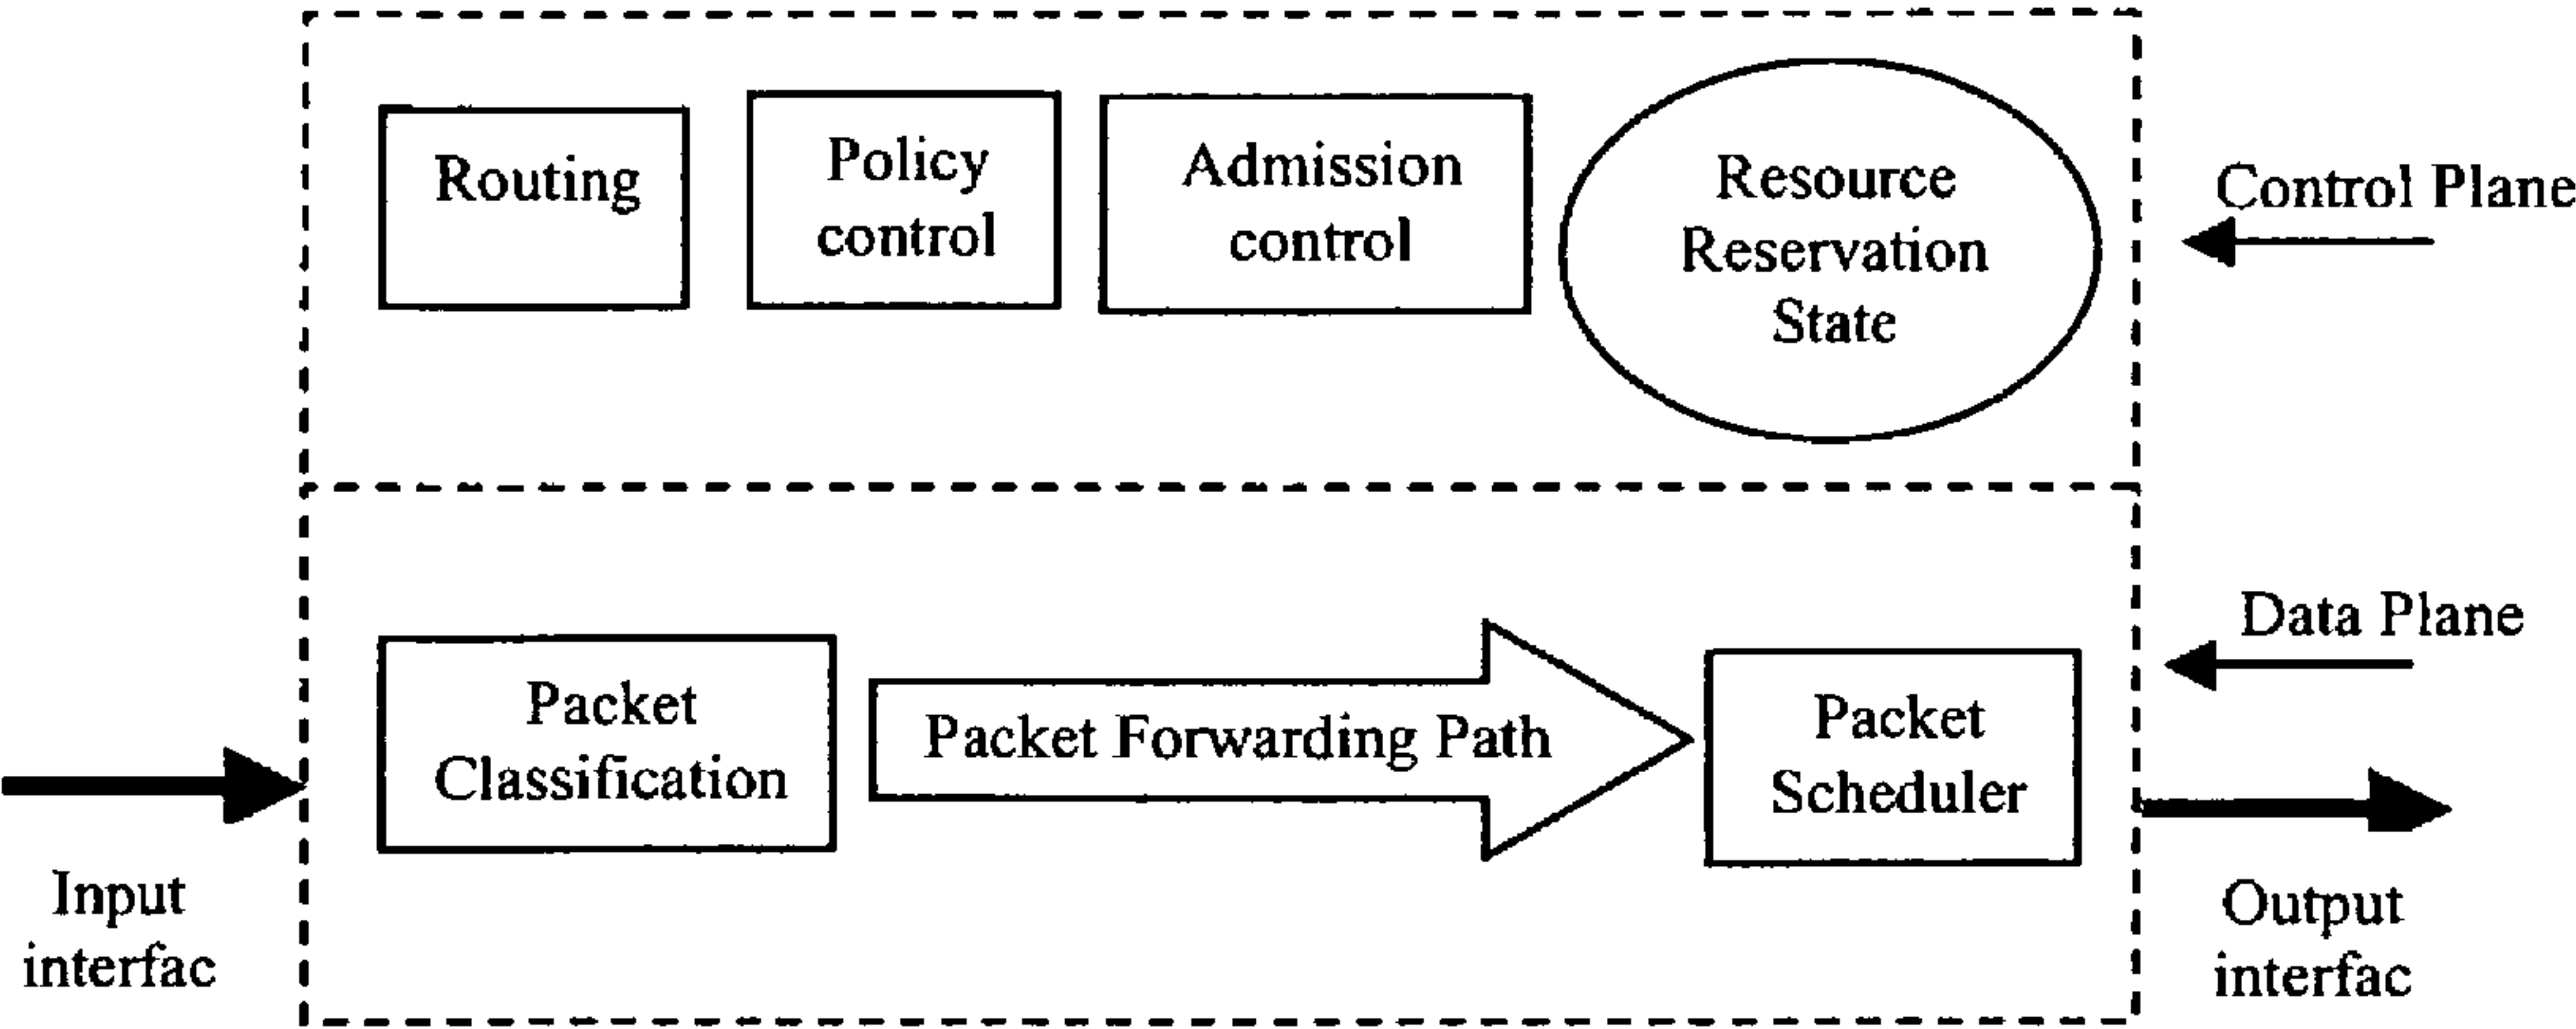 Routing
Policy
control
Admission
control
Resource
Reservation
State
Control Plane
Packet
Classification
Packet Forwarding Path
Packet
Scheduler
Data Plane
Input
interfac
Output
interfac